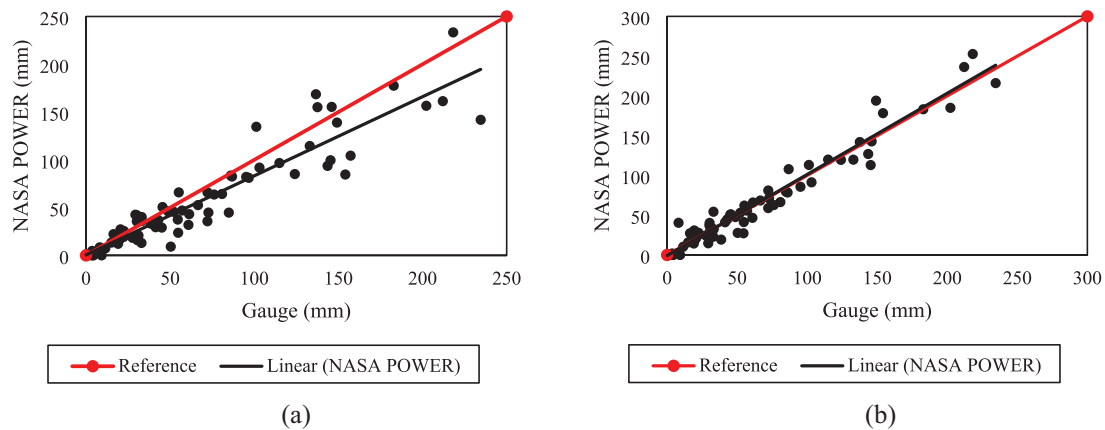 NASA POWER (mm)
250
200
150
100
50
0
0 50 100 150 200 250
Gauge (mm)
Reference Linear (NASA POWER)
(a)
NASA POWER (mm)
300
250
200
150
100
50
0
0 50 100 150 200 250 300
Gauge (mm)
Reference Linear (NASA POWER)
(b)